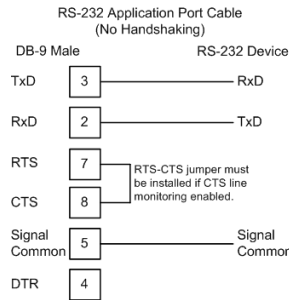 RS-232 Application Port Cable
(No Handshaking)
DB-9 Male RS-232 Device
TxD 3 RxD
RxD 2 TxD
RTS 7
RTS-CTS jumper must
be installed if CTS line
monitoring enabled.
CTS 8
Signal
Common 5 Signal
Common
DTR 4